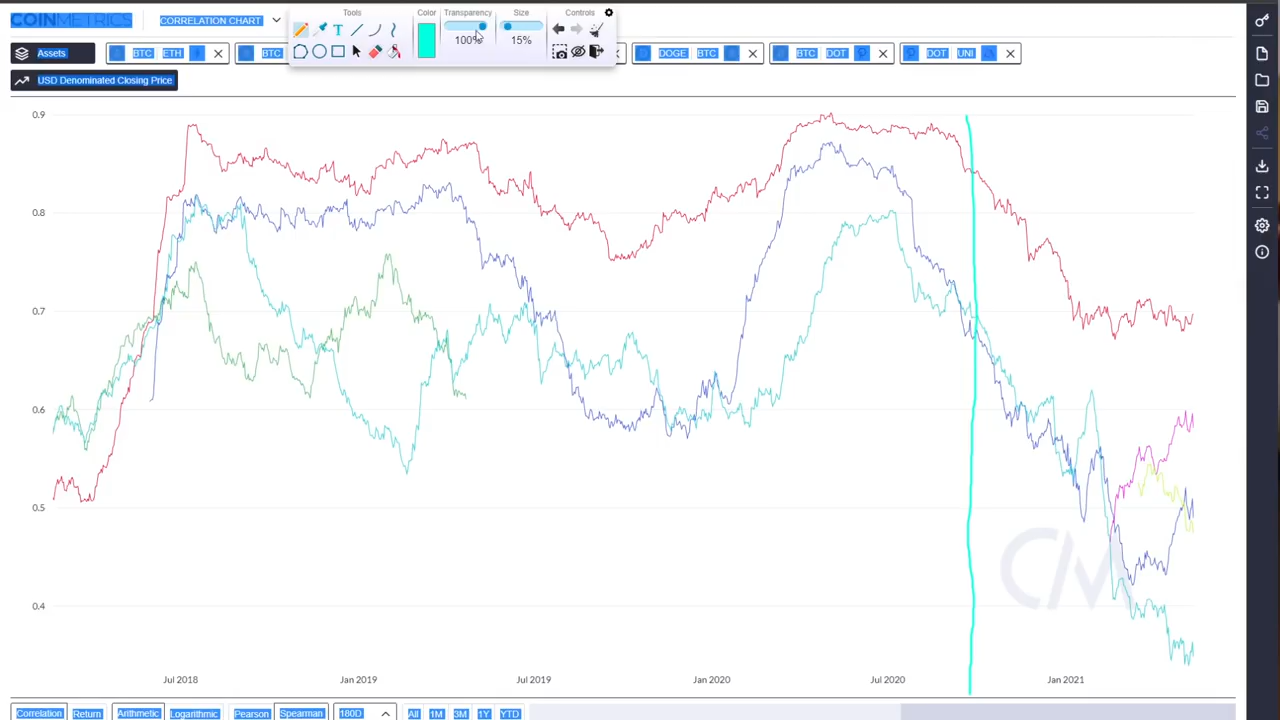 COINMETRICS
CORRELATION CHART
Tools
Color
Transparency
Size
Controls
T
100%
15%
Assets
BTC ETH
BTC
DOGE BTC
BTC DOT
DOT UNI
USD Denominated Closing Price
0.9
0.8
0.7
0.6
0.5
0.4
CM
Jul 2018
Jan 2019
Jul 2019
Jan 2020
Jul 2020
Jan 2021
Correlation
Return
Arithmetic
Logarithmic
Pearson
Spearman
180D
All
1M
3M
1Y
YTD